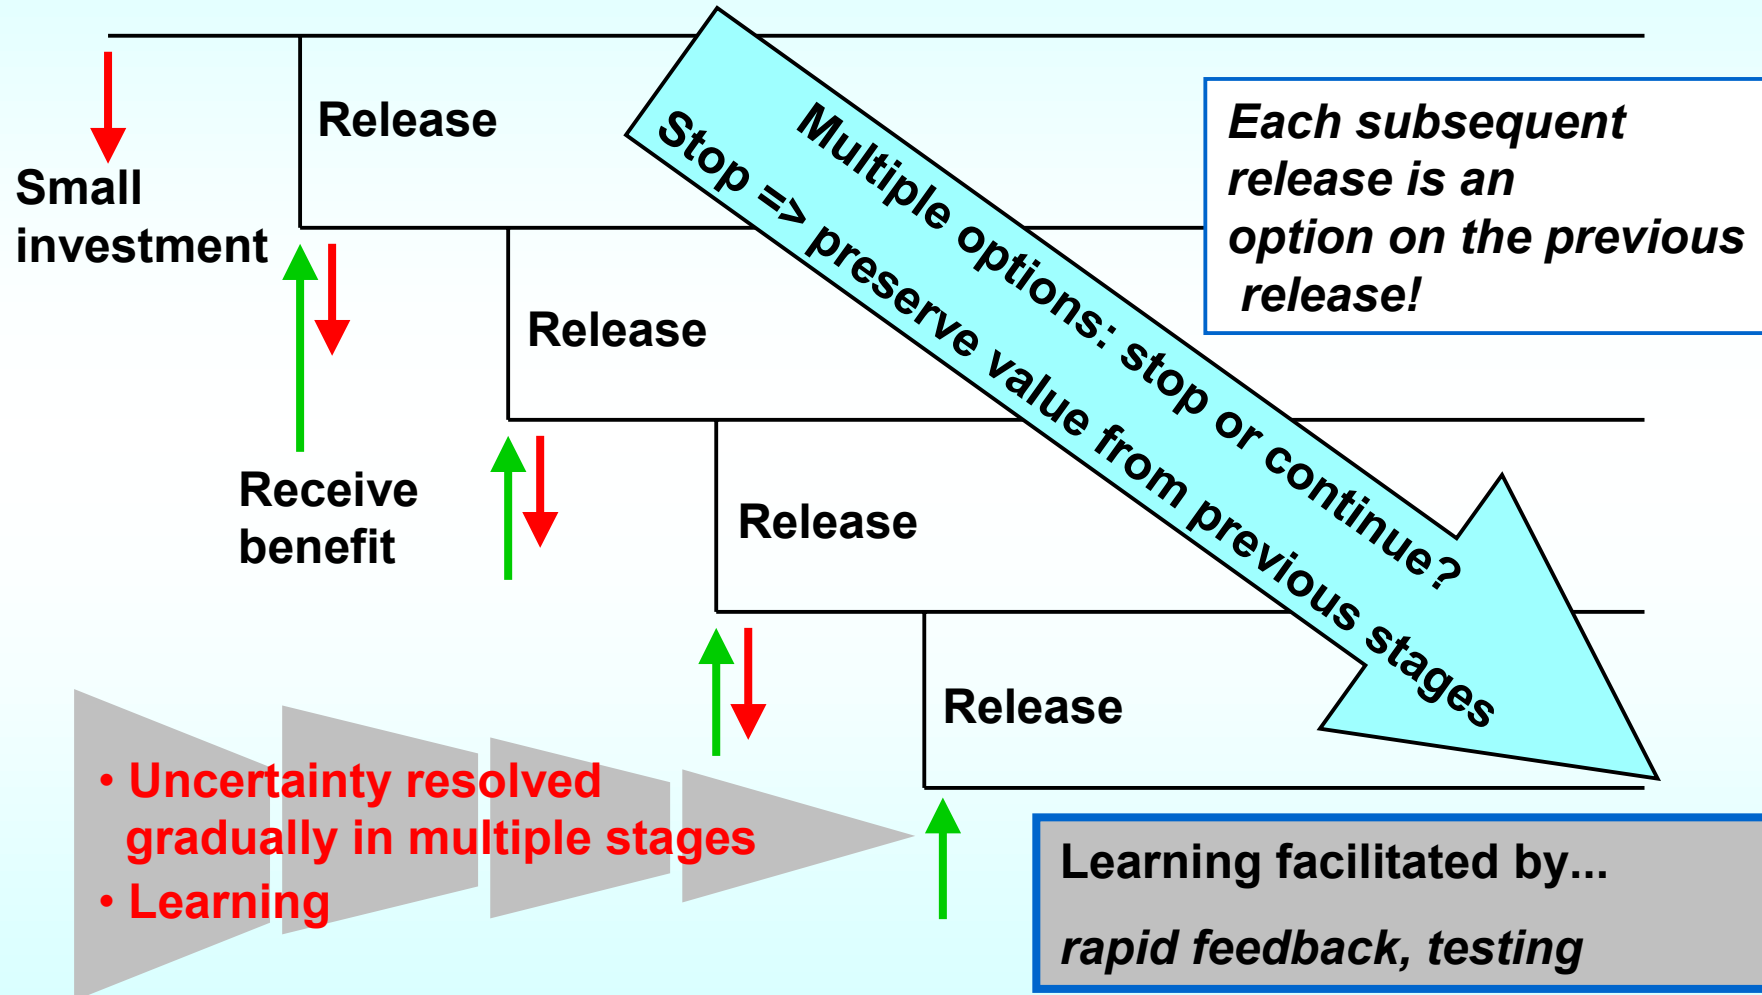 Release
Small
investment
Multiple options: stop or continue?
Stop => preserve value from previous stages
Each subsequent
release is an
option on the previous
release!
Release
Receive
benefit
Release
Release
• Uncertainty resolved
gradually in multiple stages
• Learning
Learning facilitated by...
rapid feedback, testing